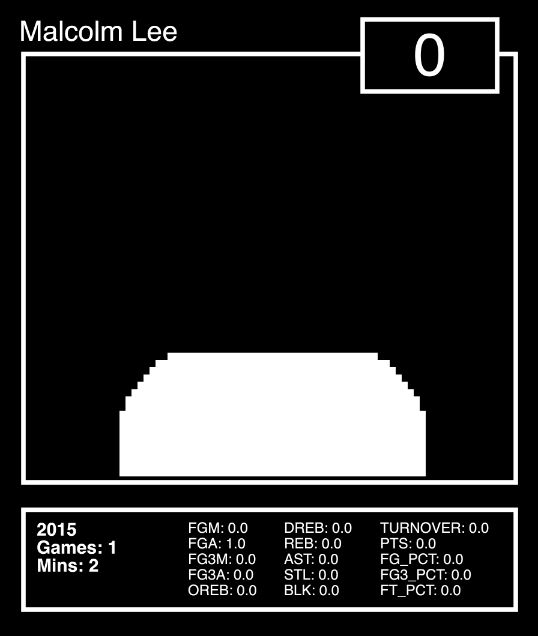 Malcolm Lee
0
2015
Games: 1
Mins: 2
FGM: 0.0
FGA: 1.0
FG3M: 0.0
FG3A: 0.0
OREB: 0.0
DREB: 0.0
REB: 0.0
AST: 0.0
STL: 0.0
BLK: 0.0
TURNOVER: 0.0
PTS: 0.0
FG_PCT: 0.0
FG3_PCT: 0.0
FT_PCT: 0.0